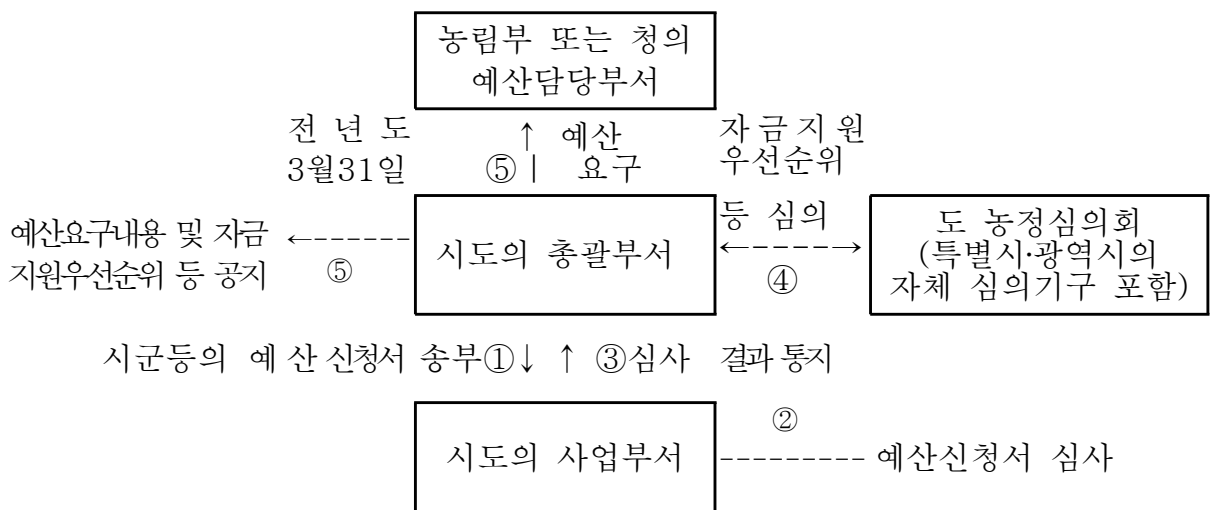 농림부 또는 청의
예산담당부서
전 년 도 ↑ 예산 자금지원
3월31일 ⑤ | 요구 우선순위
등 심의
예산요구내용 및 자금 ←------ 시도의 총괄부서 ←-----→ 도 농정심의회
지원우선순위 등 공지 ⑤ ④ (특별시·광역시의
자체 심의기구 포함)
시군등의 예 산 신청서 송부①↓ ↑ ③심사 결과 통지
②
시도의 사업부서 --------- 예산신청서 심사